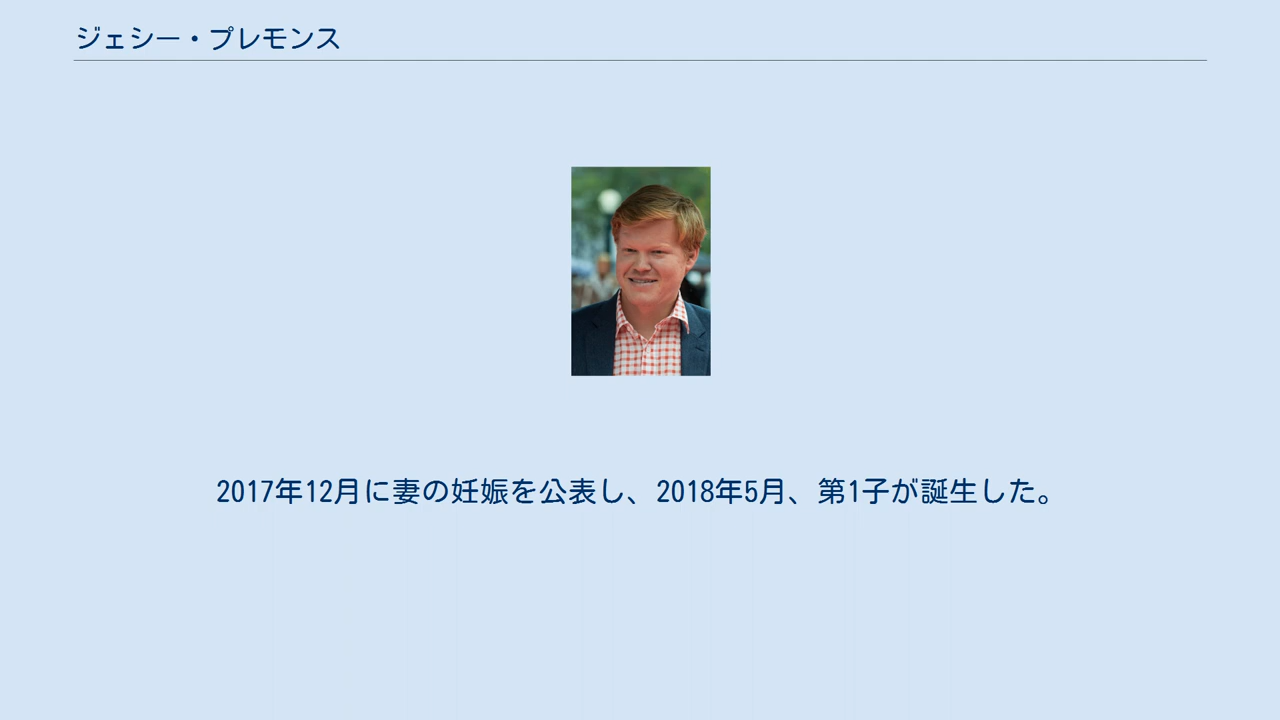 ジェシー・プレモンス
2017年12月に妻の妊娠を公表し、2018年5月、第1子が誕生した。